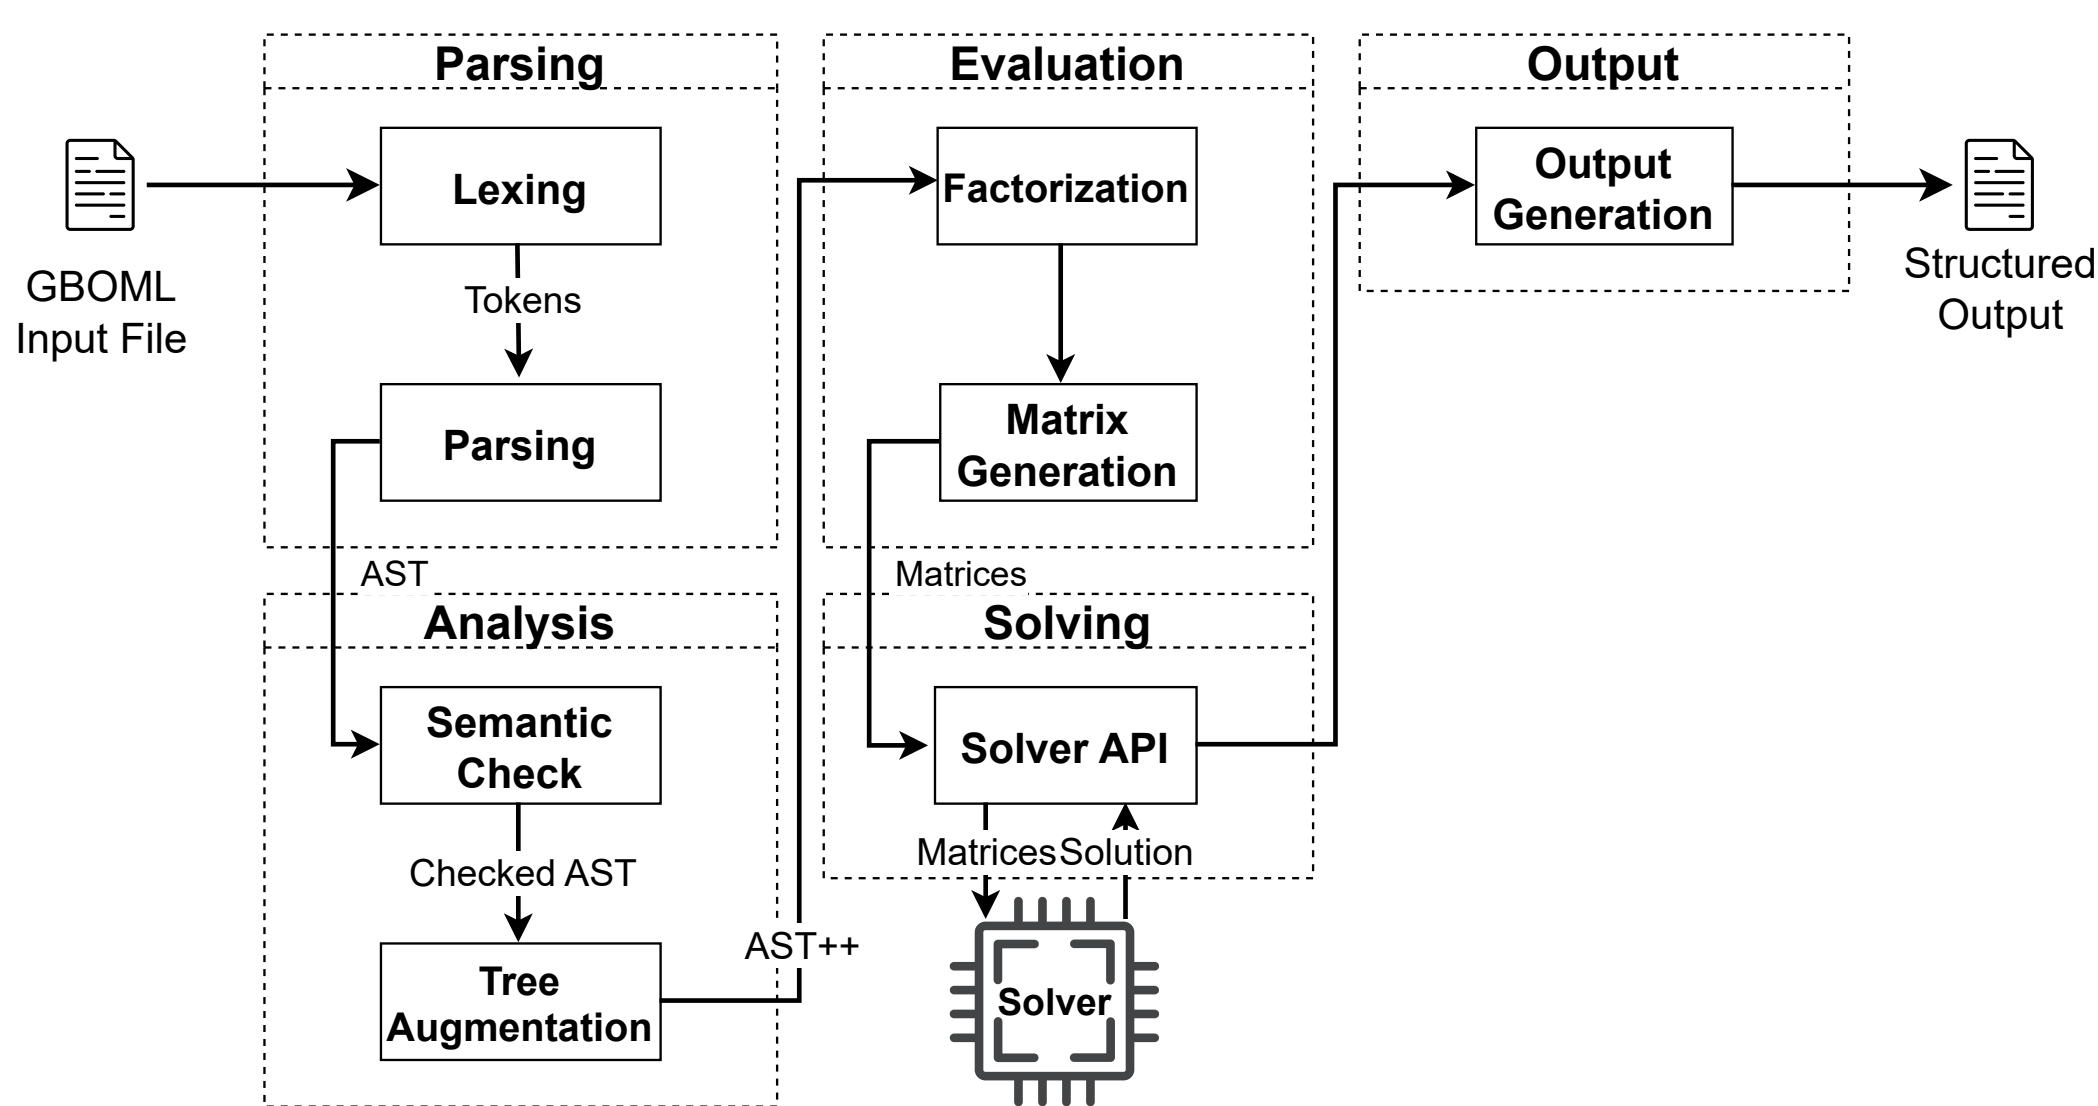 Parsing
Evaluation
Output
GBOML
Input File
Lexing
Tokens
Parsing
AST
Analysis
Semantic
Check
Checked AST
Tree
Augmentation
AST++
Factorization
Matrix
Generation
Matrices
Solving
Solver API
Matrices
Solution
Solver
Output
Generation
Structured
Output